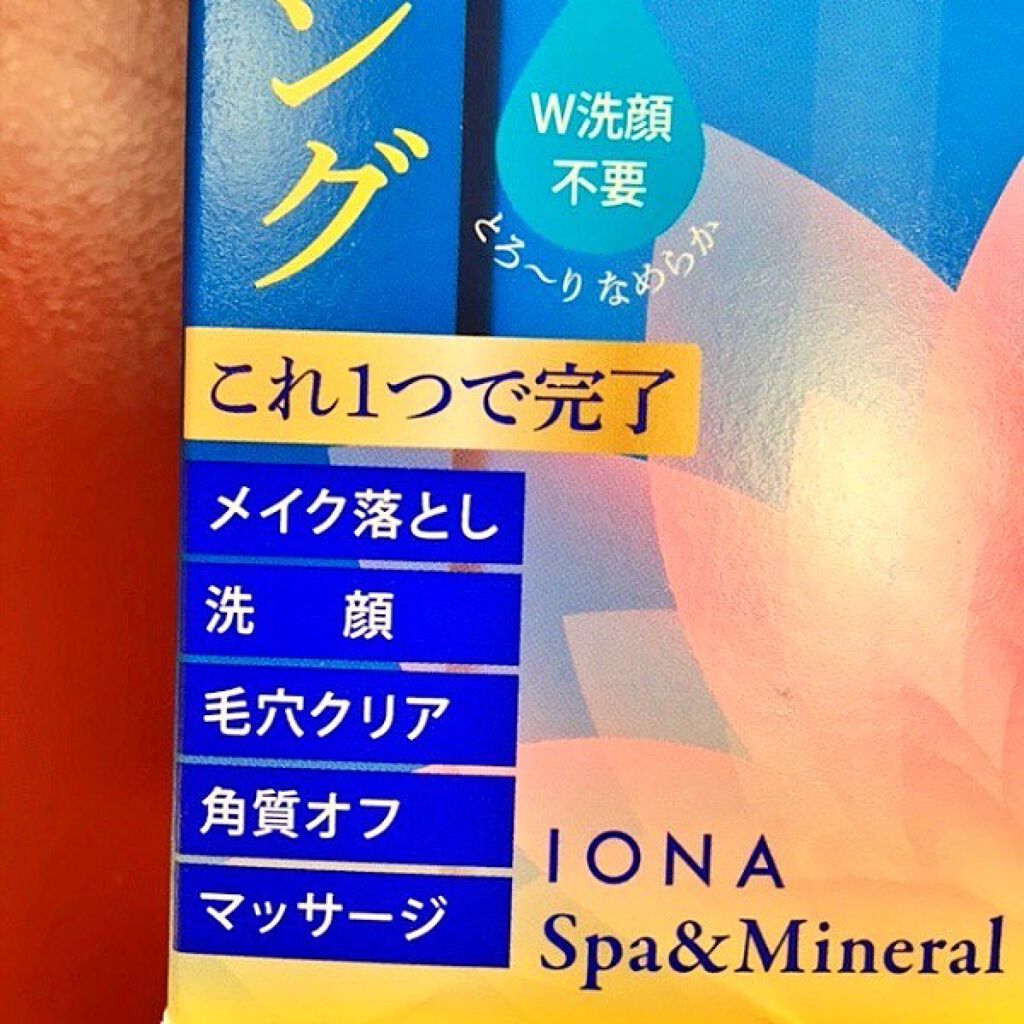 ング
W洗顔
不要
とろ〜りなめらか
これ1つで完了
メイク落とし
洗 顔
毛穴クリア
角質オフ
マッサージ
IONA
Spa&Mineral